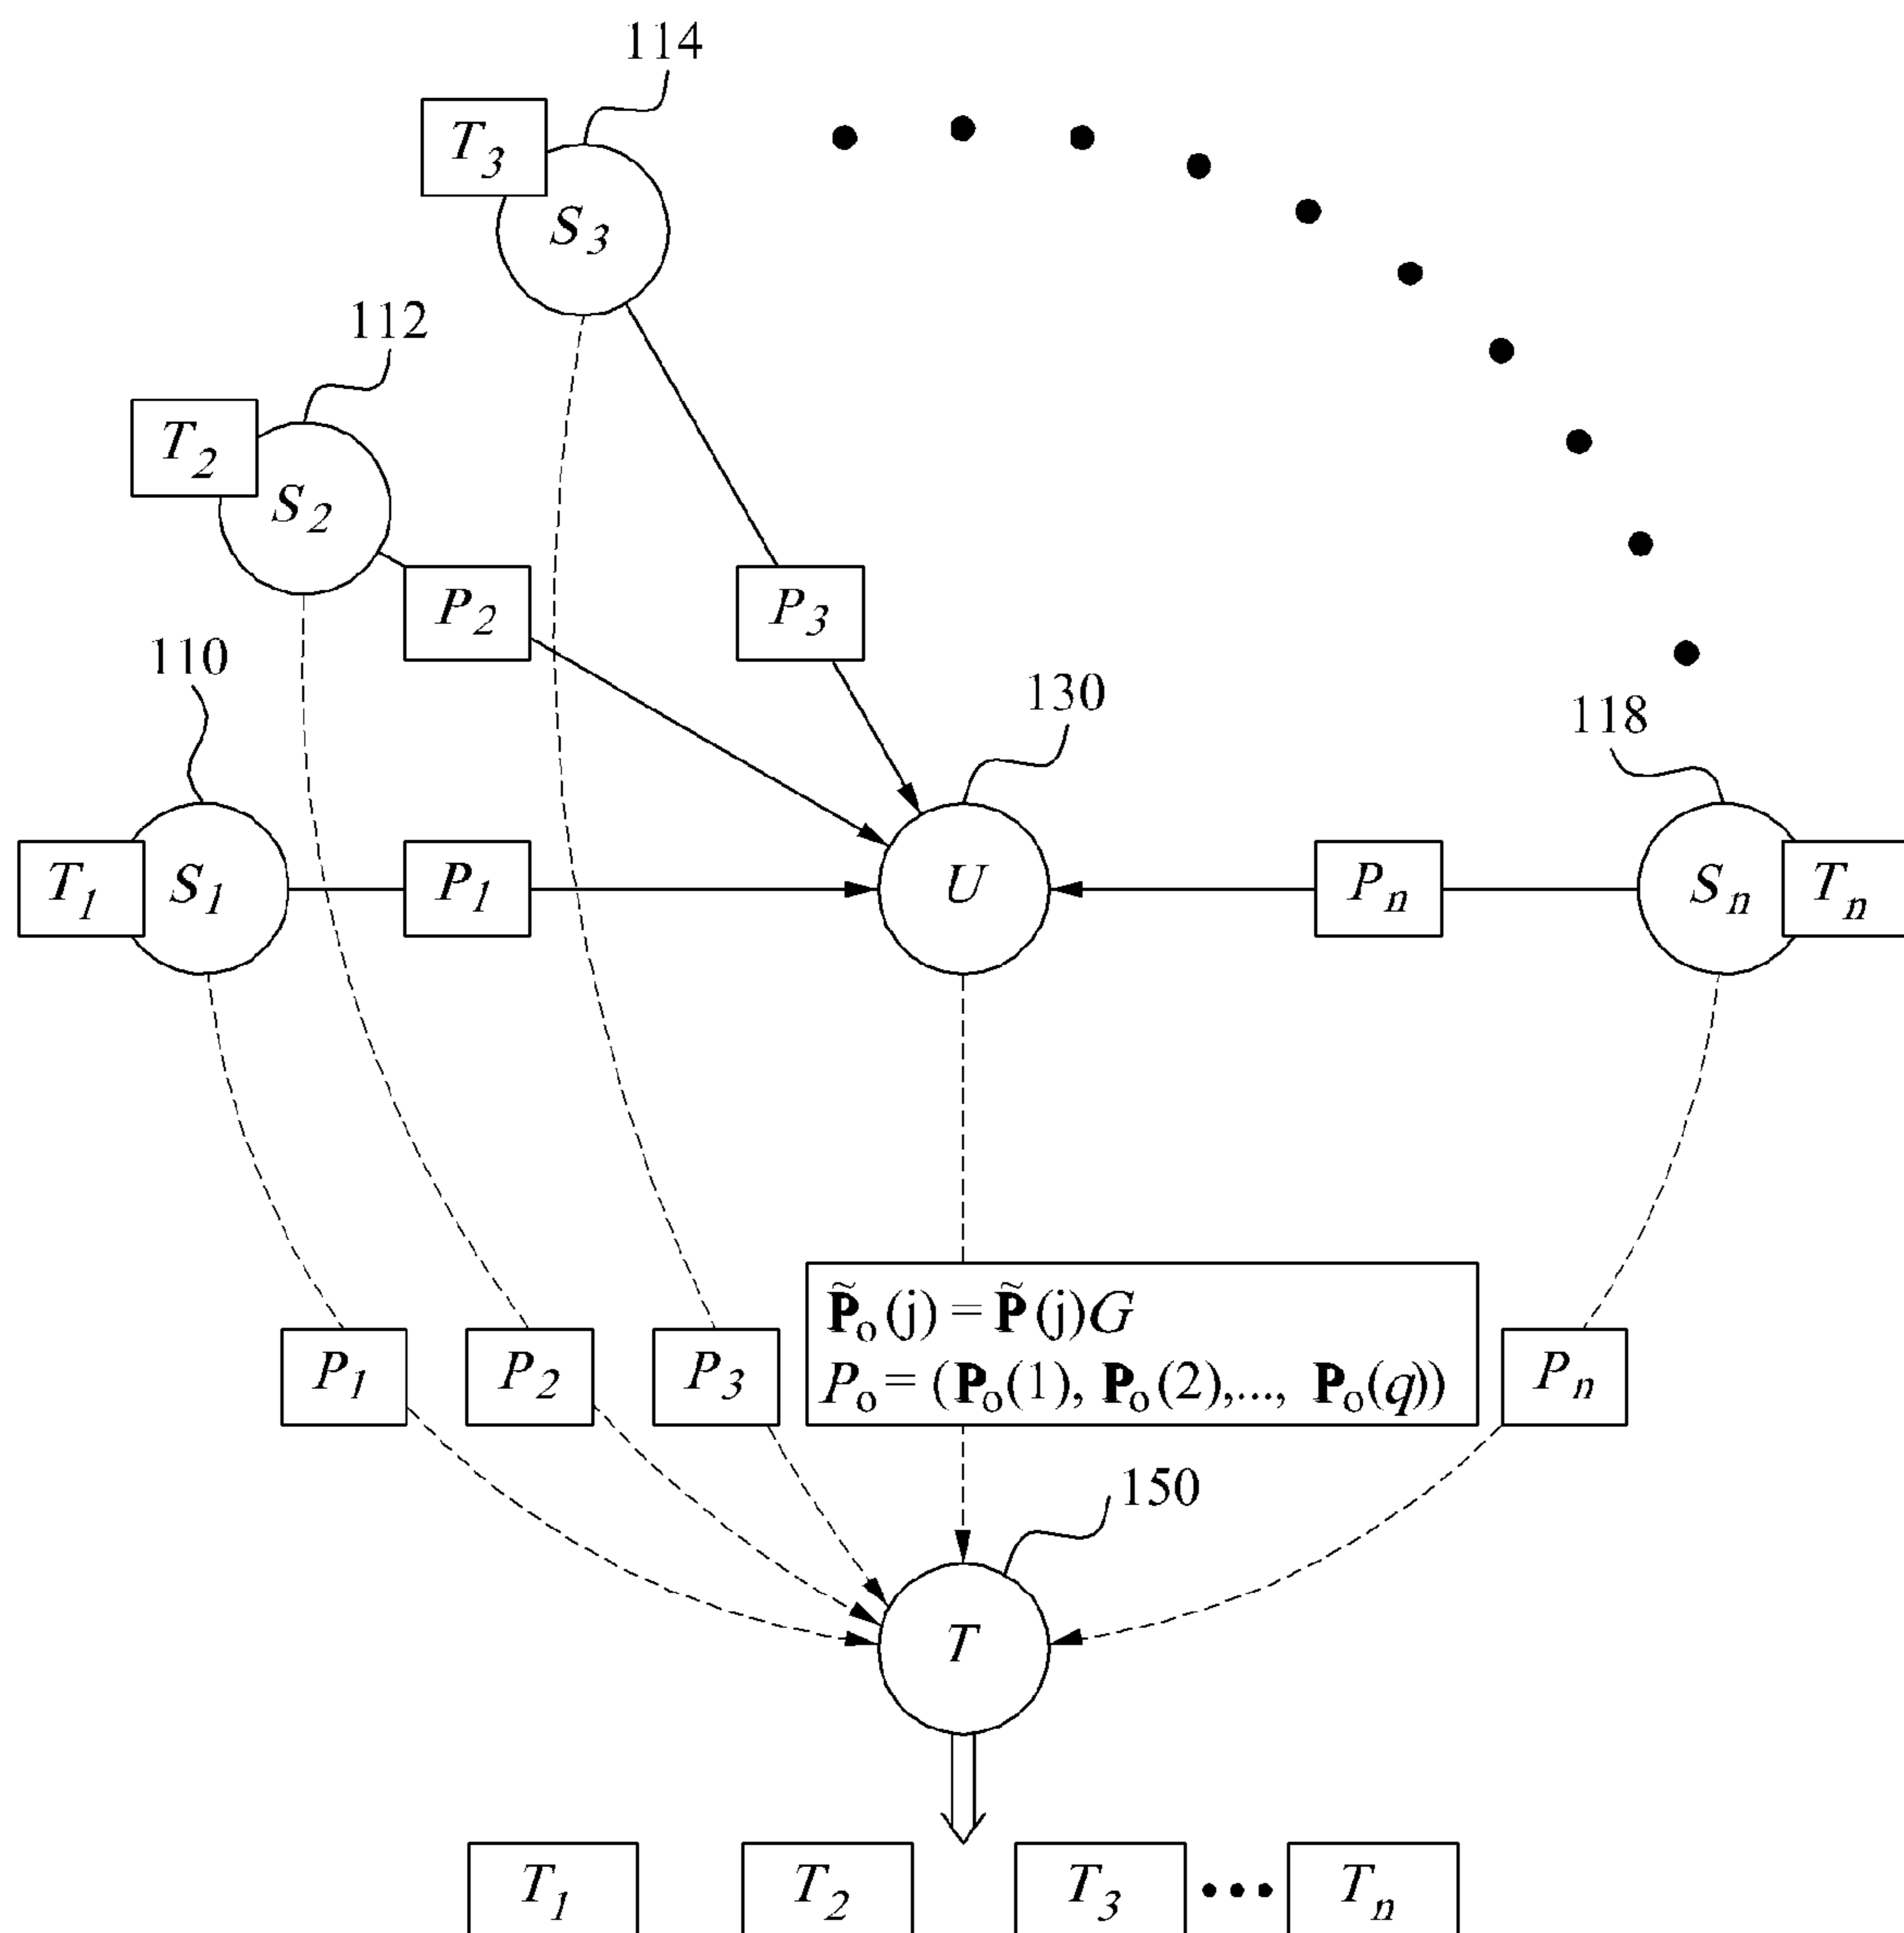 114
T3
S3
112
T2
S2
P2
P3
110
130
118
T1
S1
P1
U
Pn
Sn
Tn
P̃o(j) = P̃(j)G
Po = (Po(1), Po(2),..., Po(q))
P1
P2
P3
Pn
150
T
T1
T2
T3
...
Tn